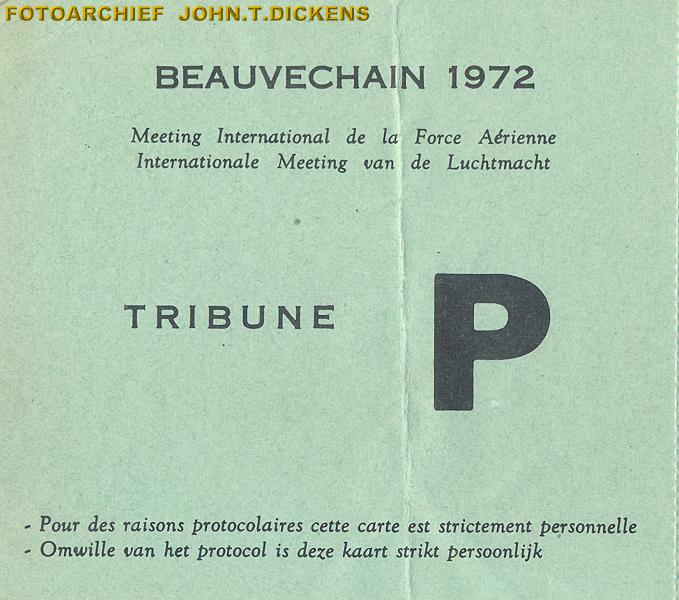 FOTOARCHIEF JOHN.T.DICKENS
BEAUVECHAIN 1972
Meeting International de la Force Aérienne
Internationale Meeting van de Luchtmacht
TRIBUNE P
- Pour des raisons protocolaires cette carte est strictement personnelle
- Omwille van het protocol is deze kaart strikt persoonlijk